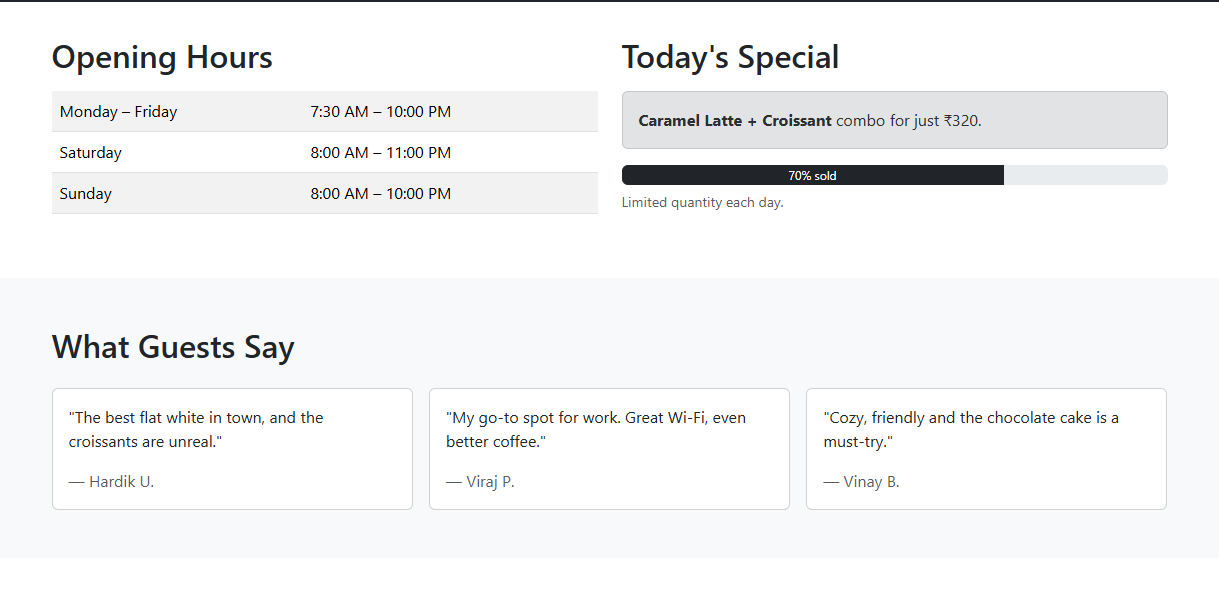 Opening Hours
Monday – Friday 7:30 AM – 10:00 PM
Saturday 8:00 AM – 11:00 PM
Sunday 8:00 AM – 10:00 PM
Today's Special
Caramel Latte + Croissant combo for just ₹320.
70% sold
Limited quantity each day.
What Guests Say
"The best flat white in town, and the
croissants are unreal."
— Hardik U.
"My go-to spot for work. Great Wi-Fi, even
better coffee."
— Viraj P.
"Cozy, friendly and the chocolate cake is a
must-try."
— Vinay B.